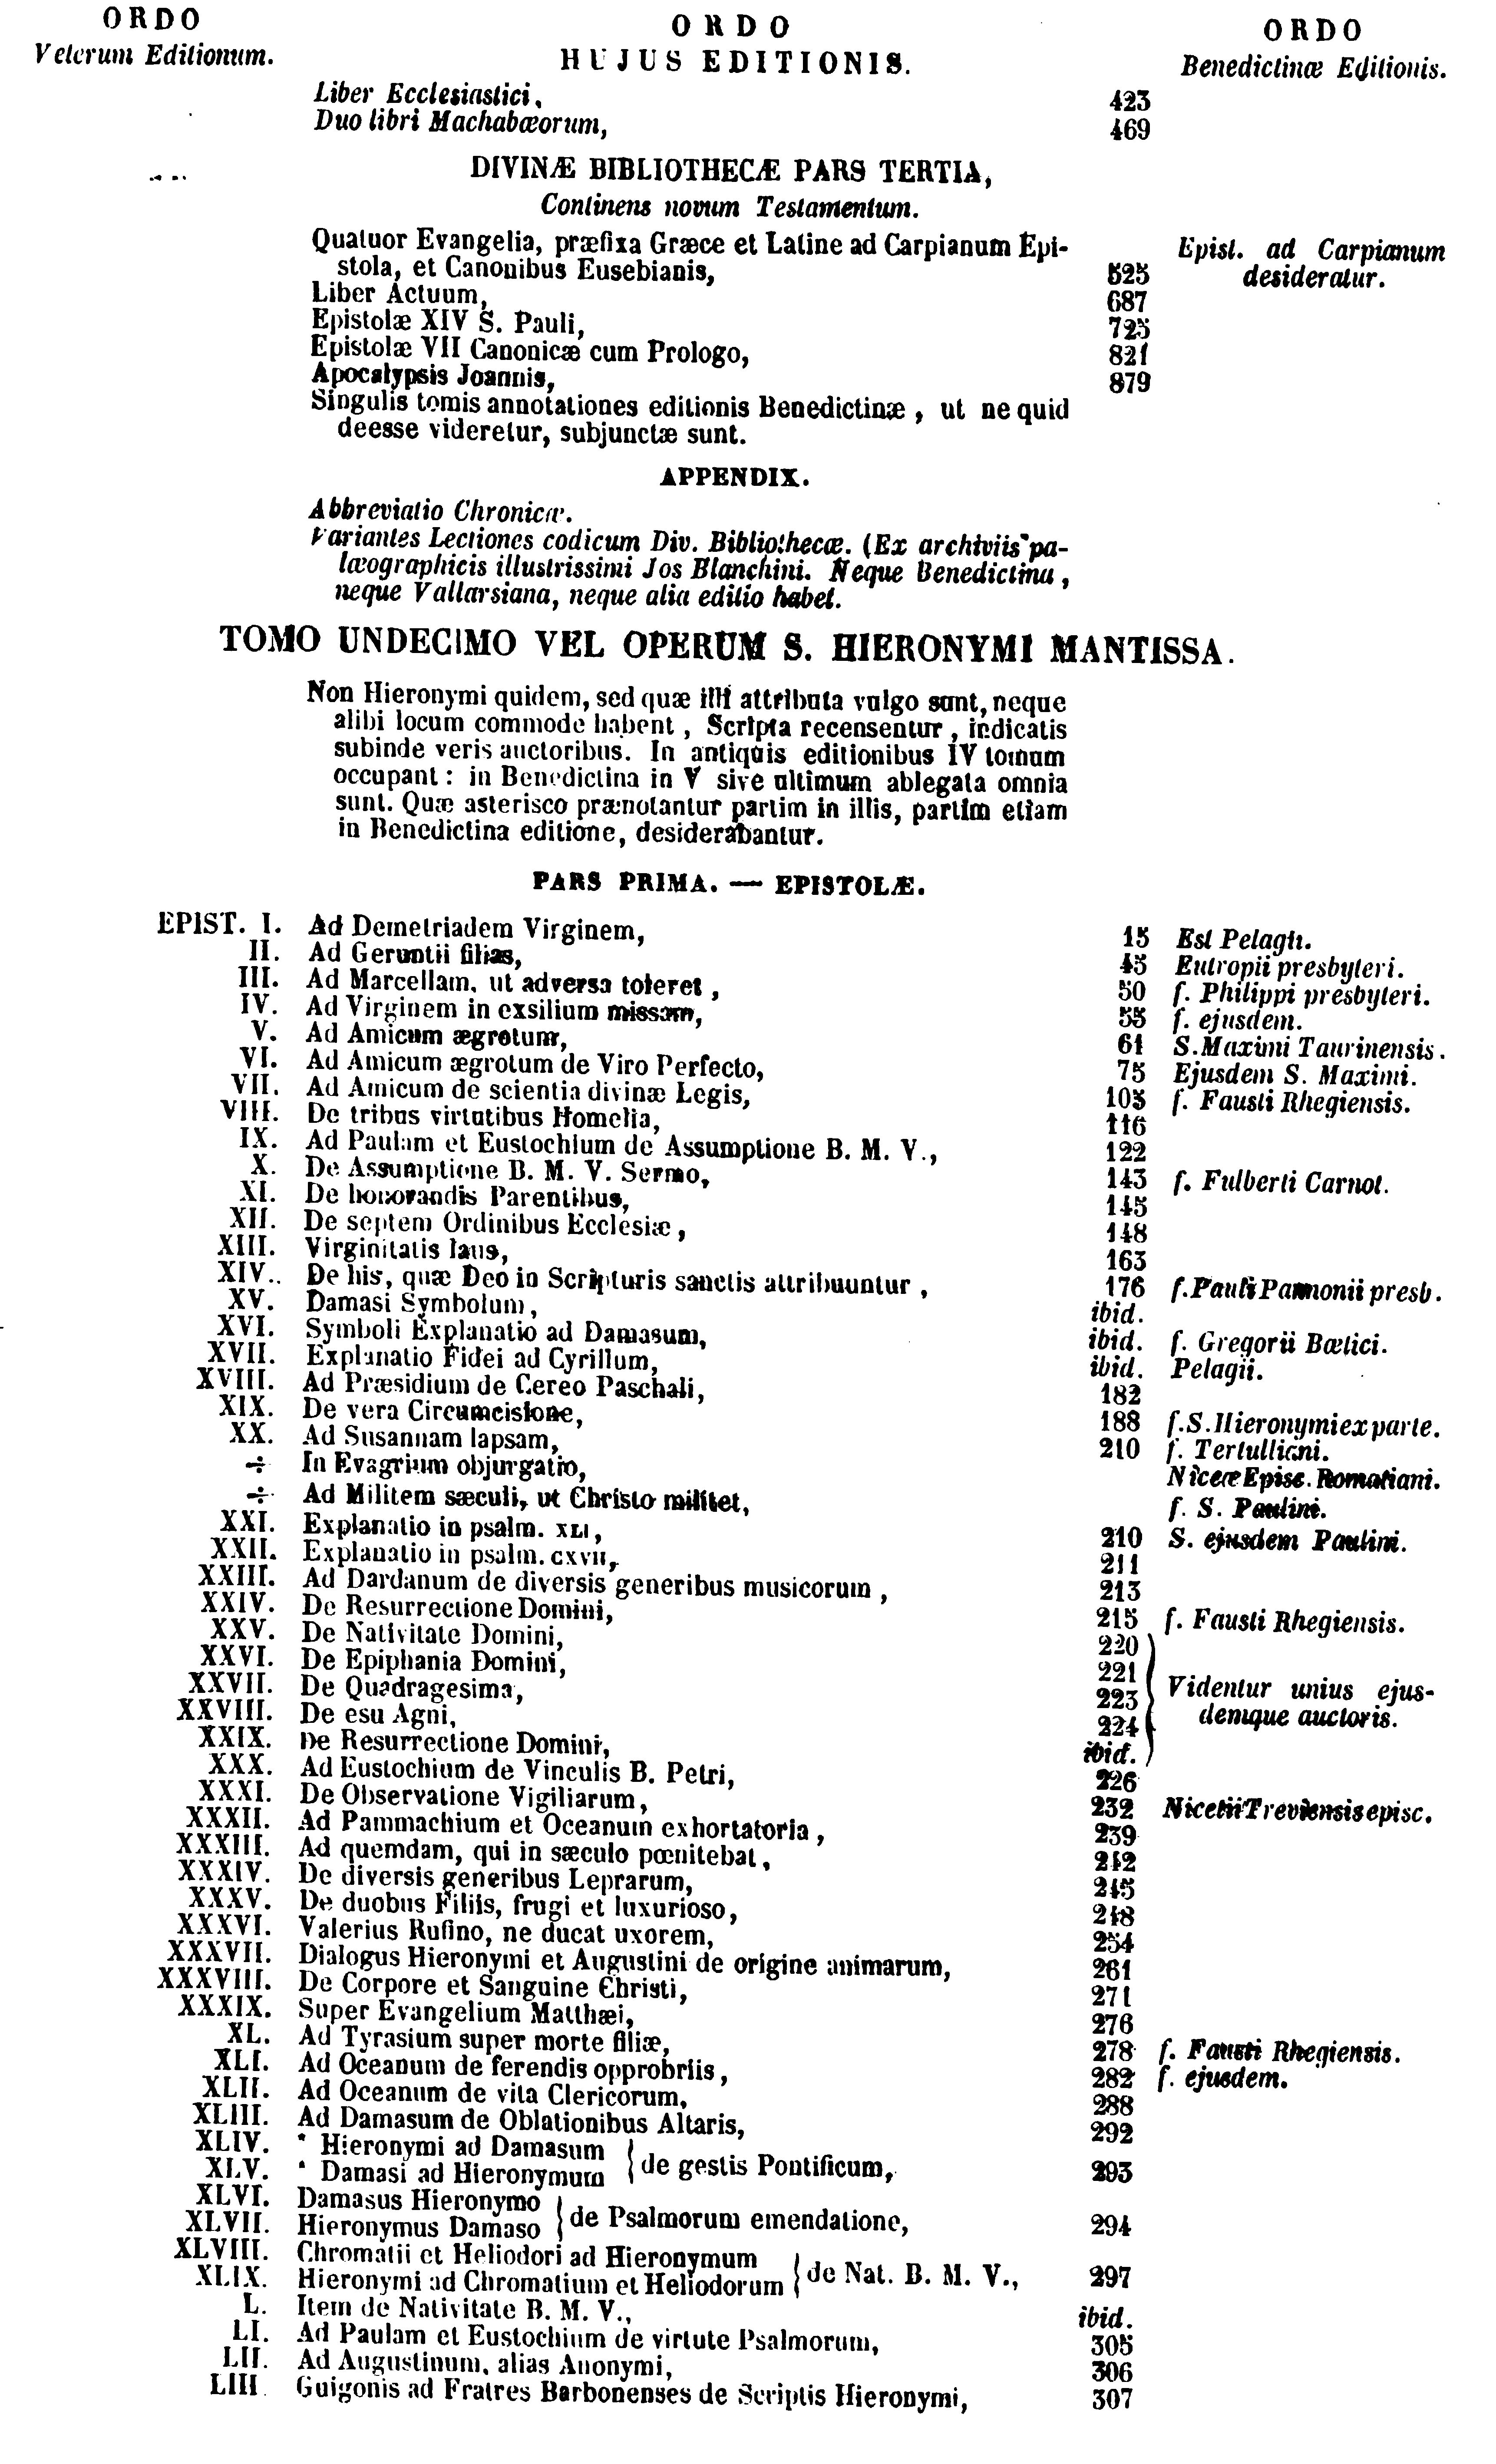 ORDO
Veterum Editionum.
ORDO
HUJUS EDITIONIS.
ORDO
Benedictinæ Editionis.
Liber Ecclesiastici, 423
Duo libri Machabæorum, 469
DIVINÆ BIBLIOTHECÆ PARS TERTIA,
Continens novum Testamentum.
Quatuor Evangelia, præfixa Græce et Latine ad Carpianum Epi- Epist. ad Carpianum
stola, et Canonibus Eusebianis, 525 desideratur.
Liber Actuum, 687
Epistolæ XIV S. Pauli, 725
Epistolæ VII Canonicæ cum Prologo, 821
Apocalypsis Joannis, 879
Singulis tomis annotationes editionis Benedictinæ, ut ne quid
deesse videretur, subjunctæ sunt.
APPENDIX.
Abbreviatio Chronicæ.
Variantes Lectiones codicum Div. Bibliothecæ. (Ex archiviis pa-
læographicis illustrissimi Jos Blanchini. Neque Benedictina,
neque Vallarsiana, neque alia editio habet.
TOMO UNDECIMO VEL OPERUM S. HIERONYMI MANTISSA.
Non Hieronymi quidem, sed quæ illi attributa vulgo sunt, neque
alibi locum commode habent, Scripta recensentur, indicatis
subinde veris auctoribus. In antiquis editionibus IV tomum
occupant: in Benedictina in V sive ultimum ablegata omnia
sunt. Quæ asterisco prænotantur partim in illis, partim etiam
in Benedictina editione, desiderabantur.
PARS PRIMA. — EPISTOLÆ.
EPIST. I. Ad Demetriadem Virginem, 15 Est Pelagii.
II. Ad Geruntii filias, 45 Eutropii presbyteri.
III. Ad Marcellam, ut adversa toleret, 50 f. Philippi presbyteri.
IV. Ad Virginem in exsilium missam, 55 f. ejusdem.
V. Ad Amicum ægrotum, 61 S. Maximi Taurinensis.
VI. Ad Amicum ægrotum de Viro Perfecto, 75 Ejusdem S. Maximi.
VII. Ad Amicum de scientia divinæ Legis, 105 f. Fausti Rhegiensis.
VIII. De tribus virtutibus Homelia, 116
IX. Ad Paulam et Eustochium de Assumptione B. M. V., 122
X. De Assumptione B. M. V. Sermo, 143 f. Fulberti Carnot.
XI. De honorandis Parentibus, 145
XII. De septem Ordinibus Ecclesiæ, 148
XIII. Virginitatis laus, 163
XIV. De his, quæ Deo in Scripturis sanctis attribuuntur, 176 f. Pauli Pannonii presb.
XV. Damasi Symbolum, ibid.
XVI. Symboli Explanatio ad Damasum, ibid. f. Gregorii Bœtici.
XVII. Explanatio Fidei ad Cyrillum, ibid. Pelagii.
XVIII. Ad Præsidium de Cereo Paschali, 182
XIX. De vera Circumcisione, 188 f. S. Hieronymi ex parte.
XX. Ad Susannam lapsam, 210 f. Tertulliani.
÷ In Evagrium objurgatio, Niceæ Episc. Romatiani.
÷ Ad Militem sæculi, ut Christo militet, f. S. Paulini.
XXI. Explanatio in psalm. XLI, 210 S. ejusdem Paulini.
XXII. Explanatio in psalm. CXVII, 211
XXIII. Ad Dardanum de diversis generibus musicorum, 213
XXIV. De Resurrectione Domini, 215 f. Fausti Rhegiensis.
XXV. De Nativitate Domini, 220
XXVI. De Epiphania Domini, 221
XXVII. De Quadragesima, 223 Videntur unius ejus-
XXVIII. De esu Agni, 224 demque auctoris.
XXIX. De Resurrectione Domini, ibid.
XXX. Ad Eustochium de Vinculis B. Petri, 226
XXXI. De Observatione Vigiliarum, 232 Nicetii Trevirensis episc.
XXXII. Ad Pammachium et Oceanum exhortatoria, 239
XXXIII. Ad quemdam, qui in sæculo pœnitebat, 242
XXXIV. De diversis generibus Leprarum, 245
XXXV. De duobus Filiis, frugi et luxurioso, 248
XXXVI. Valerius Rufino, ne ducat uxorem, 254
XXXVII. Dialogus Hieronymi et Augustini de origine animarum, 261
XXXVIII. De Corpore et Sanguine Christi, 271
XXXIX. Super Evangelium Matthæi, 276
XL. Ad Tyrasium super morte filiæ, 278 f. Fausti Rhegiensis.
XLI. Ad Oceanum de ferendis opprobriis, 282 f. ejusdem.
XLII. Ad Oceanum de vita Clericorum, 288
XLIII. Ad Damasum de Oblationibus Altaris, 292
XLIV. * Hieronymi ad Damasum
XLV. * Damasi ad Hieronymum } de gestis Pontificum, 293
XLVI. Damasus Hieronymo
XLVII. Hieronymus Damaso } de Psalmorum emendatione, 294
XLVIII. Chromatii et Heliodori ad Hieronymum
XLIX. Hieronymi ad Chromatium et Heliodorum } de Nat. B. M. V., 297
L. Item de Nativitate B. M. V., ibid.
LI. Ad Paulam et Eustochium de virtute Psalmorum, 305
LII. Ad Augustinum, alias Anonymi, 306
LIII. Guigonis ad Fratres Barbonenses de Scriptis Hieronymi, 307